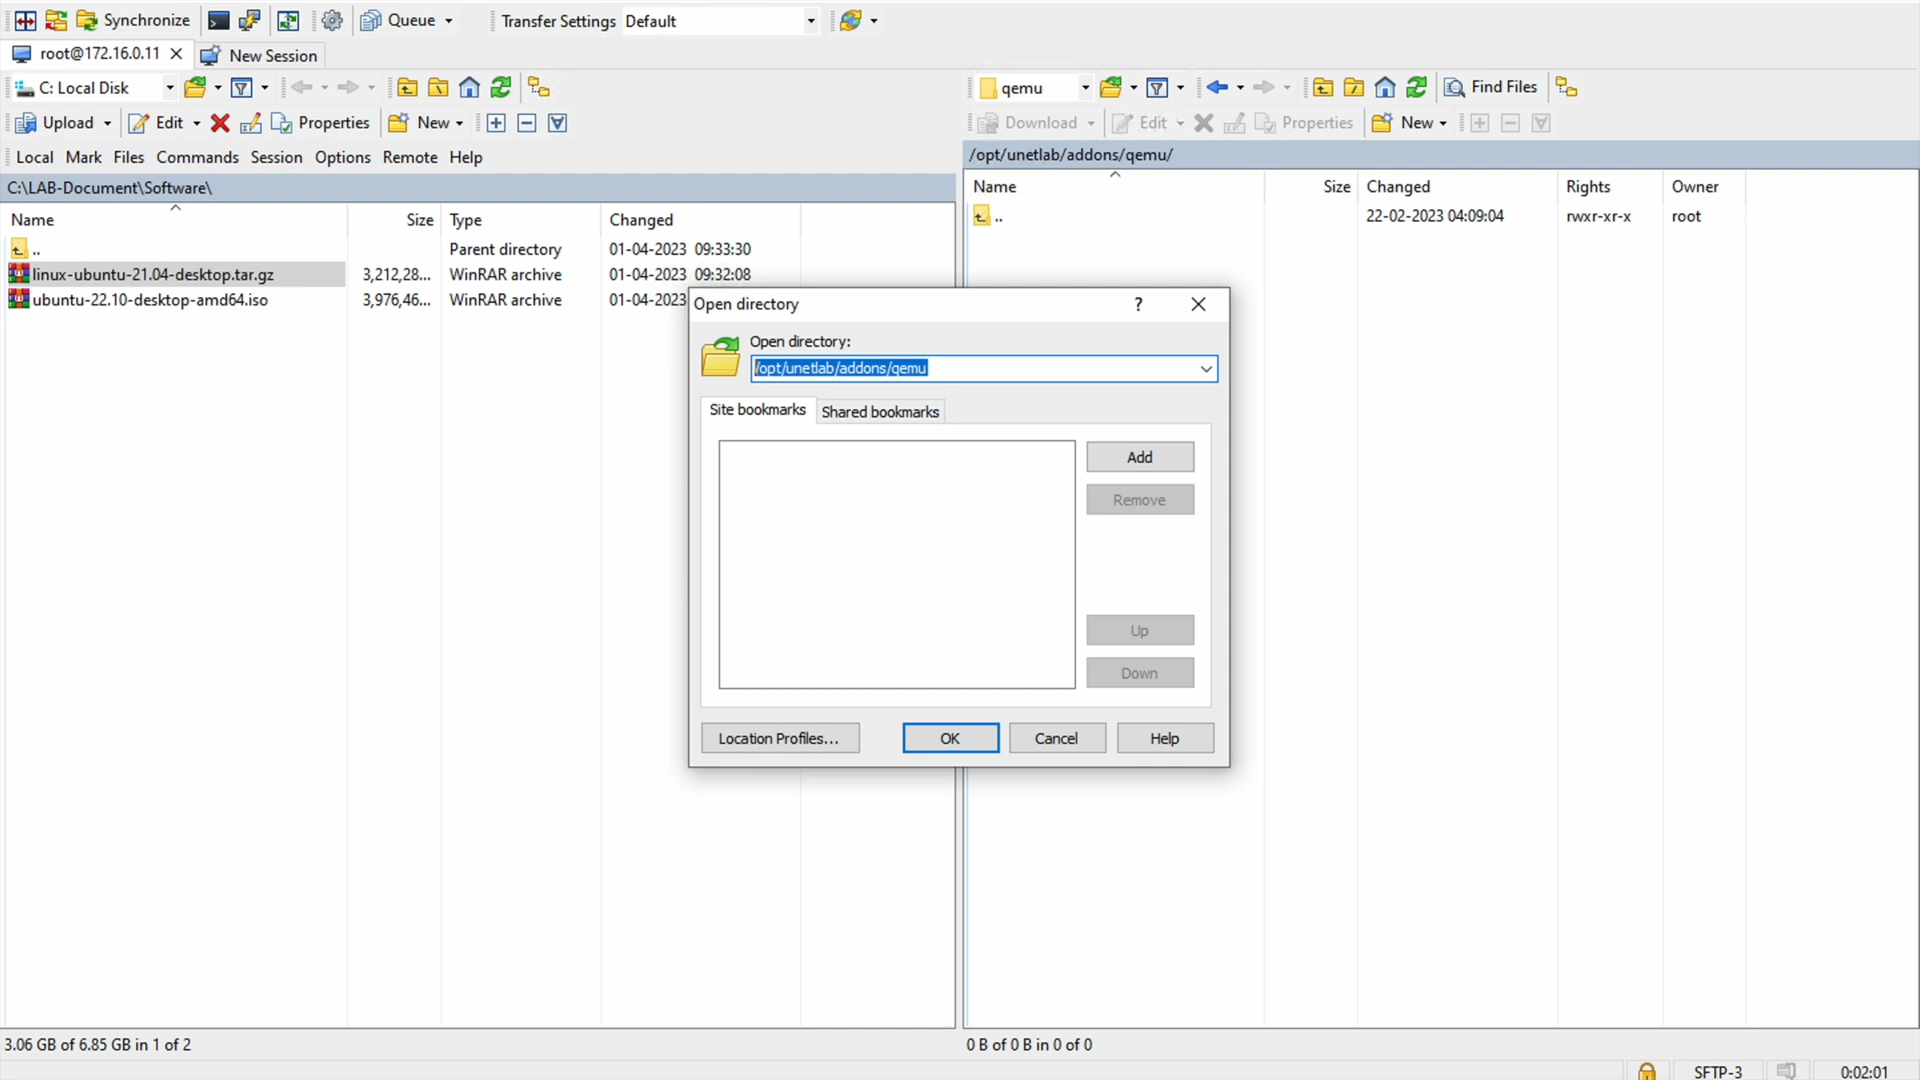 Synchronize Queue Transfer Settings Default
root@172.16.0.11 New Session
C: Local Disk
Upload Edit Properties New
Local Mark Files Commands Session Options Remote Help
C:\LAB-Document\Software\
Name Size Type Changed
.. Parent directory 01-04-2023 09:33:30
linux-ubuntu-21.04-desktop.tar.gz 3,212,28... WinRAR archive 01-04-2023 09:32:08
ubuntu-22.10-desktop-amd64.iso 3,976,46... WinRAR archive 01-04-2023
qemu Find Files
Download Edit Properties New
/opt/unetlab/addons/qemu/
Name Size Changed Rights Owner
.. 22-02-2023 04:09:04 rwxr-xr-x root
Open directory ?
Open directory:
/opt/unetlab/addons/qemu
Site bookmarks Shared bookmarks
Add
Remove
Up
Down
Location Profiles... OK Cancel Help
3.06 GB of 6.85 GB in 1 of 2
0 B of 0 B in 0 of 0
SFTP-3 0:02:01